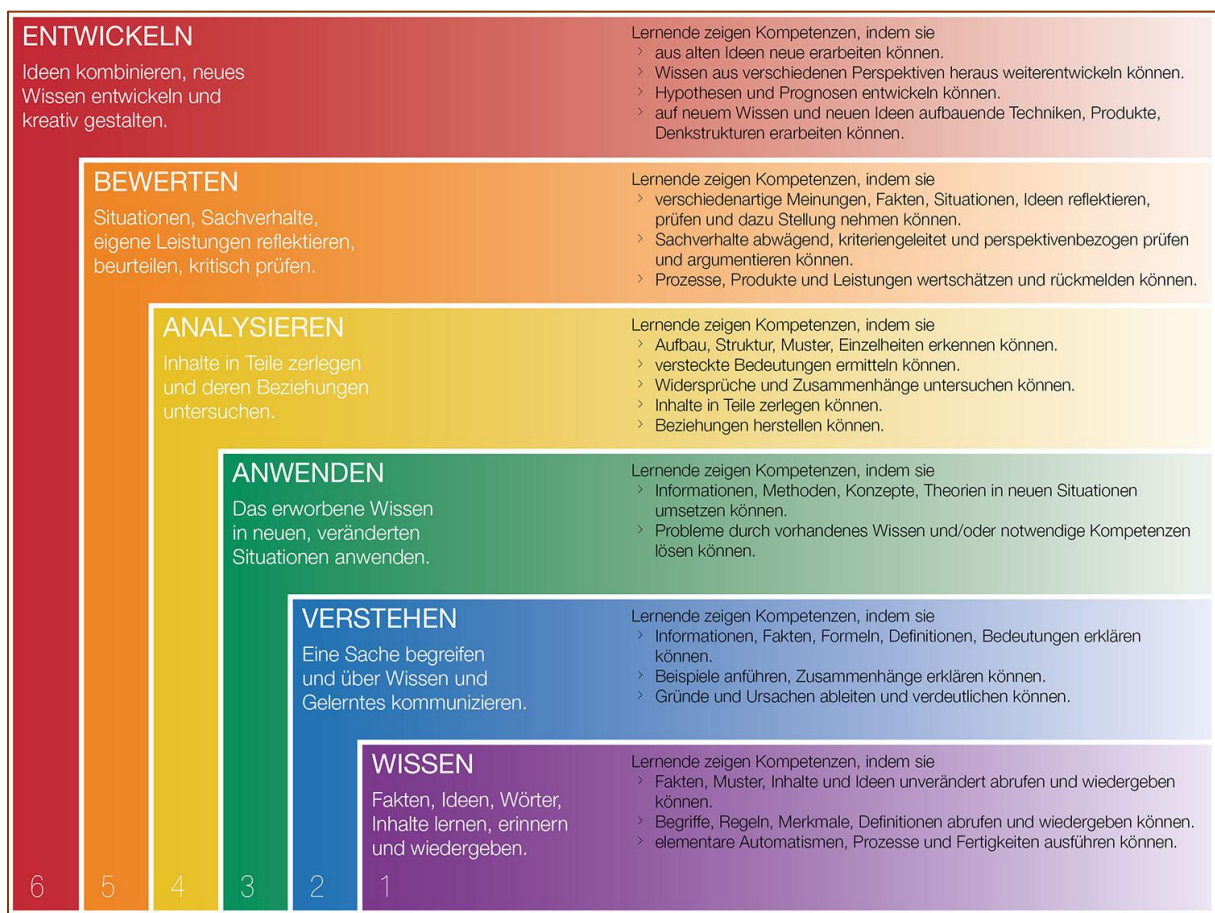 ENTWICKELN
Ideen kombinieren, neues
Wissen entwickeln und
kreativ gestalten.
Lernende zeigen Kompetenzen, indem sie
› aus alten Ideen neue erarbeiten können.
› Wissen aus verschiedenen Perspektiven heraus weiterentwickeln können.
› Hypothesen und Prognosen entwickeln können.
› auf neuem Wissen und neuen Ideen aufbauende Techniken, Produkte,
Denkstrukturen erarbeiten können.
BEWERTEN
Situationen, Sachverhalte,
eigene Leistungen reflektieren,
beurteilen, kritisch prüfen.
Lernende zeigen Kompetenzen, indem sie
› verschiedenartige Meinungen, Fakten, Situationen, Ideen reflektieren,
prüfen und dazu Stellung nehmen können.
› Sachverhalte abwägend, kriteriengeleitet und perspektivenbezogen prüfen
und argumentieren können.
› Prozesse, Produkte und Leistungen wertschätzen und rückmelden können.
ANALYSIEREN
Inhalte in Teile zerlegen
und deren Beziehungen
untersuchen.
Lernende zeigen Kompetenzen, indem sie
› Aufbau, Struktur, Muster, Einzelheiten erkennen können.
› versteckte Bedeutungen ermitteln können.
› Widersprüche und Zusammenhänge untersuchen können.
› Inhalte in Teile zerlegen können.
› Beziehungen herstellen können.
ANWENDEN
Das erworbene Wissen
in neuen, veränderten
Situationen anwenden.
Lernende zeigen Kompetenzen, indem sie
› Informationen, Methoden, Konzepte, Theorien in neuen Situationen
umsetzen können.
› Probleme durch vorhandenes Wissen und/oder notwendige Kompetenzen
lösen können.
VERSTEHEN
Eine Sache begreifen
und über Wissen und
Gelerntes kommunizieren.
Lernende zeigen Kompetenzen, indem sie
› Informationen, Fakten, Formeln, Definitionen, Bedeutungen erklären
können.
› Beispiele anführen, Zusammenhänge erklären können.
› Gründe und Ursachen ableiten und verdeutlichen können.
WISSEN
Fakten, Ideen, Wörter,
Inhalte lernen, erinnern
und wiedergeben.
Lernende zeigen Kompetenzen, indem sie
› Fakten, Muster, Inhalte und Ideen unverändert abrufen und wiedergeben
können.
› Begriffe, Regeln, Merkmale, Definitionen abrufen und wiedergeben können.
› elementare Automatismen, Prozesse und Fertigkeiten ausführen können.
6 5 4 3 2 1